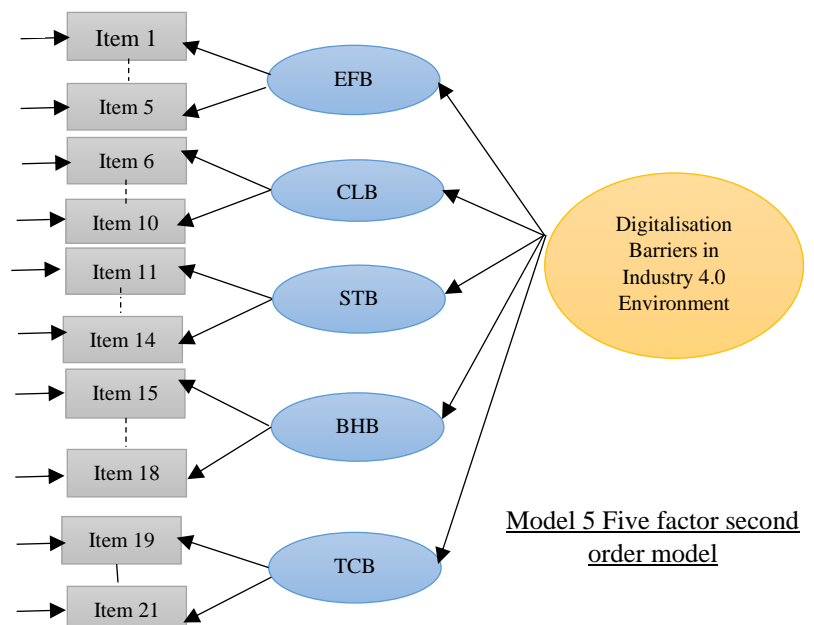 Item 1
EFB
Item 5
Item 6
CLB
Item 10
Item 11
STB
Item 14
Item 15
BHB
Item 18
Item 19
TCB
Item 21
Digitalisation
Barriers in
Industry 4.0
Environment
Model 5 Five factor second
order model